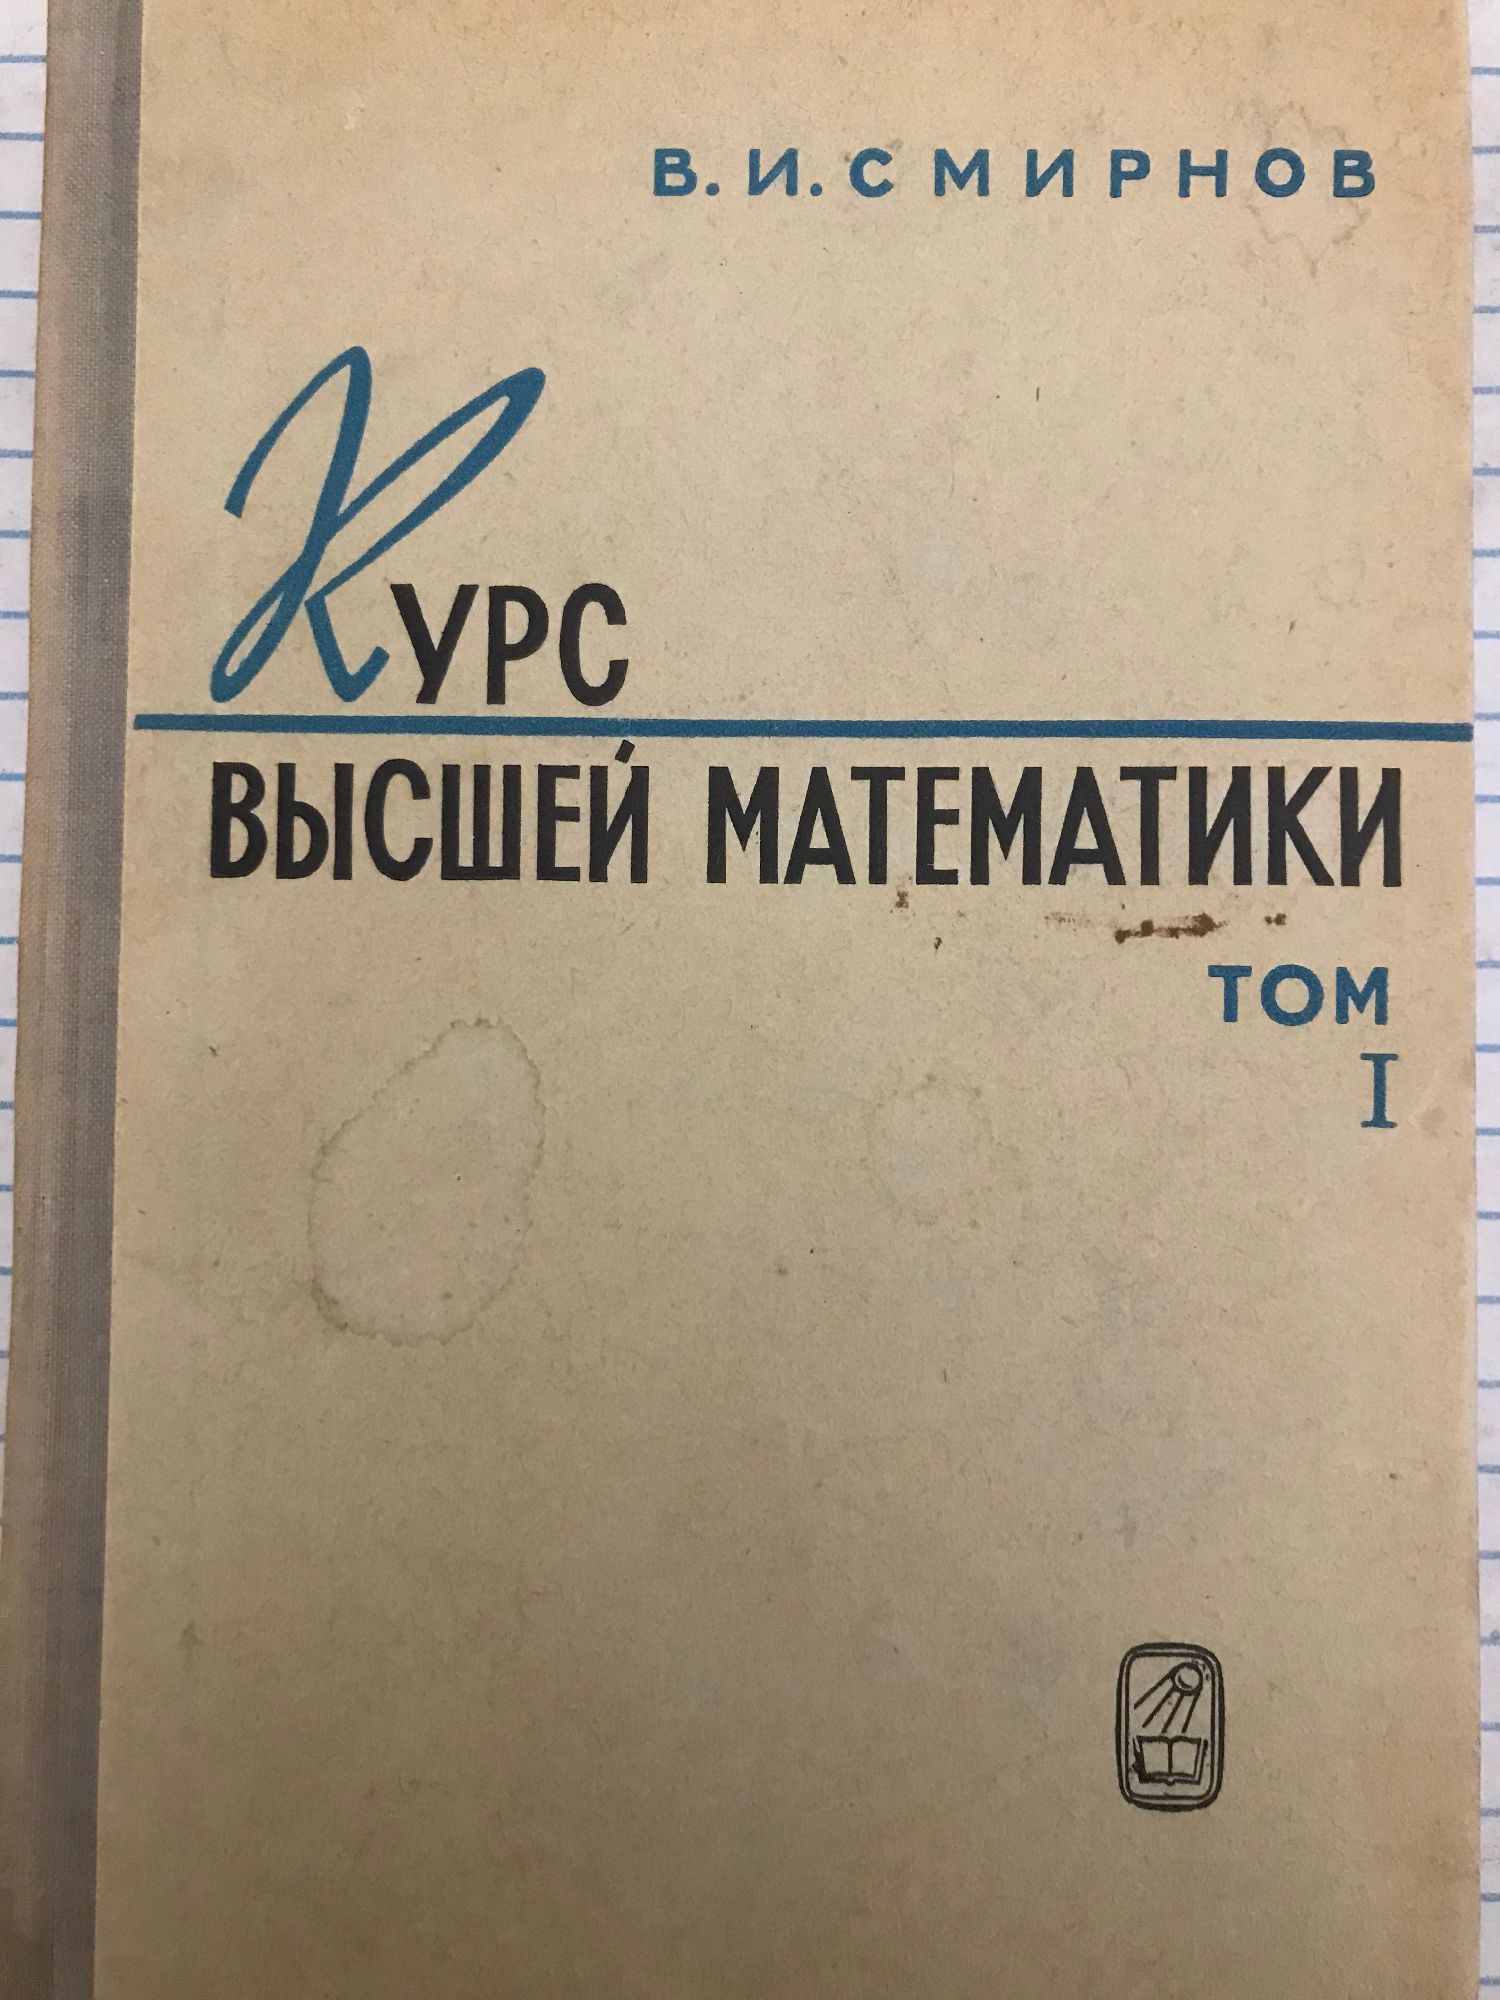 В. И. СМИРНОВ
КУРС
ВЫСШЕЙ МАТЕМАТИКИ
ТОМ
I